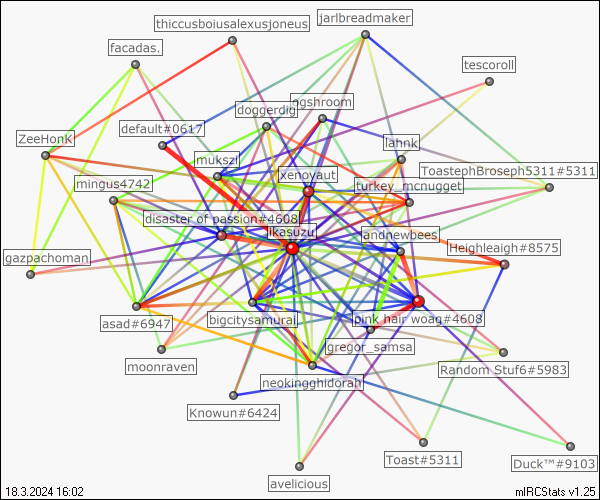 thiccusboiusalexusjoneus
jarlbreadmaker
facadas.
tescoroll
doggerdig
ngshroom
ZeeHonK
default#0617
lahnk
mukszi
xenoyaut
ToastephBroseph5311#5311
mingus4742
turkey_mcnugget
disaster of passion#4608
ikasuzu
andnewbees
Heighleaigh#8575
gazpachoman
asad#6947
bigcitysamurai
pink hair woag#4608
gregor_samsa
moonraven
neokingghidorah
Random Stuf6#5983
Knowun#6424
Toast#5311
Duck™#9103
avelicious
18.3.2024 16:02
mIRCStats v1.25